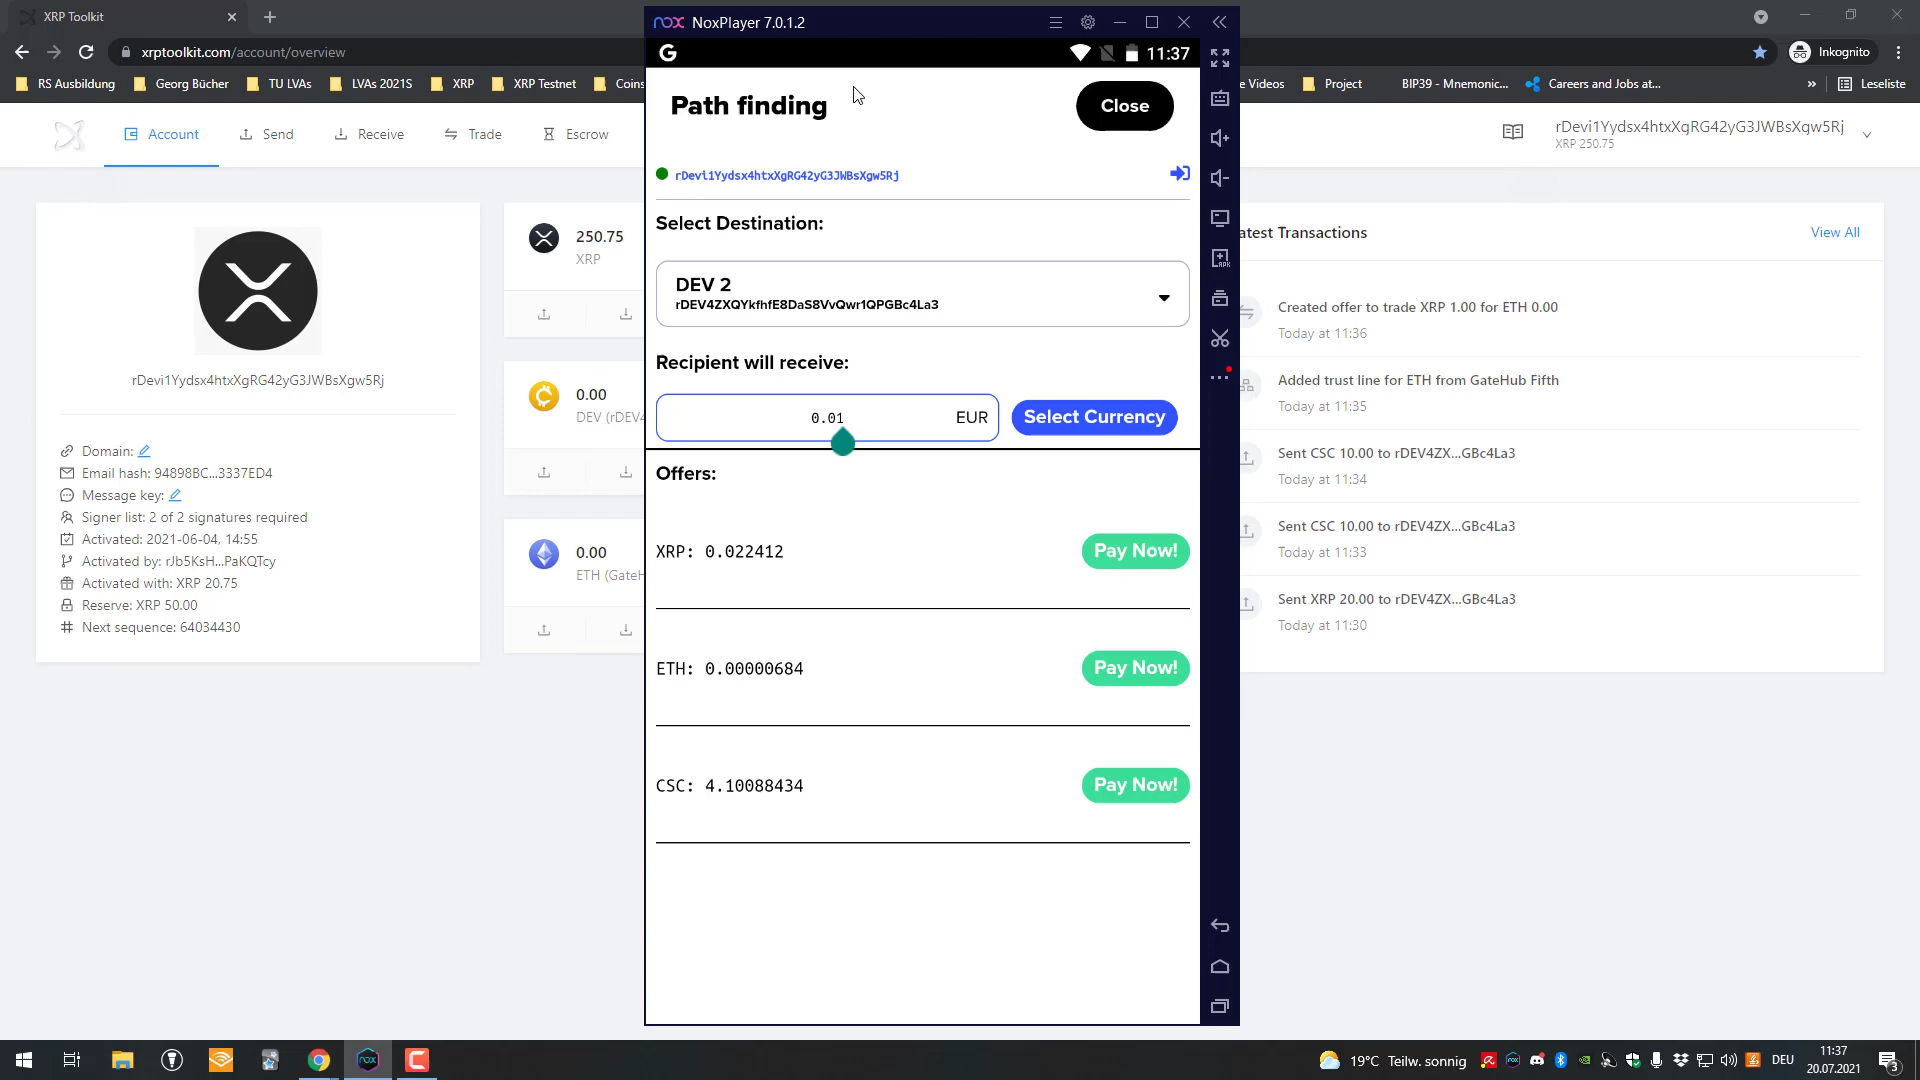 XRP Toolkit
xrptoolkit.com/account/overview
Inkognito
RS Ausbildung
Georg Bücher
TU LVAs
LVAs 2021S
XRP
XRP Testnet
Coins
e Videos
Project
BIP39 - Mnemonic...
Careers and Jobs at...
»
Leseliste
Account
Send
Receive
Trade
Escrow
rDevi1Yydsx4htxXgRG42yG3JWBsXgw5Rj
XRP 250.75
rDevi1Yydsx4htxXgRG42yG3JWBsXgw5Rj
Domain:
Email hash: 94898BC...3337ED4
Message key:
Signer list: 2 of 2 signatures required
Activated: 2021-06-04, 14:55
Activated by: rJb5KsH...PaKQTcy
Activated with: XRP 20.75
Reserve: XRP 50.00
Next sequence: 64034430
250.75
XRP
0.00
DEV (rDEV4
0.00
ETH (GateH
nox NoxPlayer 7.0.1.2
G
11:37
Path finding
Close
rDevi1Yydsx4htxXgRG42yG3JWBsXgw5Rj
Select Destination:
DEV 2
rDEV4ZXQYkfhfE8DaS8VvQwr1QPGBc4La3
Recipient will receive:
0.01 EUR
Select Currency
Offers:
XRP: 0.022412
Pay Now!
ETH: 0.00000684
Pay Now!
CSC: 4.10088434
Pay Now!
APK
atest Transactions
View All
Created offer to trade XRP 1.00 for ETH 0.00
Today at 11:36
Added trust line for ETH from GateHub Fifth
Today at 11:35
Sent CSC 10.00 to rDEV4ZX...GBc4La3
Today at 11:34
Sent CSC 10.00 to rDEV4ZX...GBc4La3
Today at 11:33
Sent XRP 20.00 to rDEV4ZX...GBc4La3
Today at 11:30
nox
19°C Teilw. sonnig
DEU
11:37
20.07.2021
3